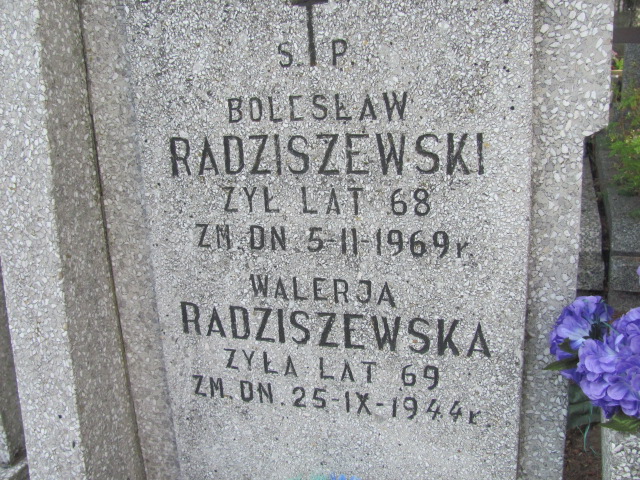 Ś. P.
BOLESŁAW
RADZISZEWSKI
ŻYŁ LAT 68
ZM. DN. 5-II-1969 r.
WALERJA
RADZISZEWSKA
ŻYŁA LAT 69
ZM. DN. 25-IX-1944 r.